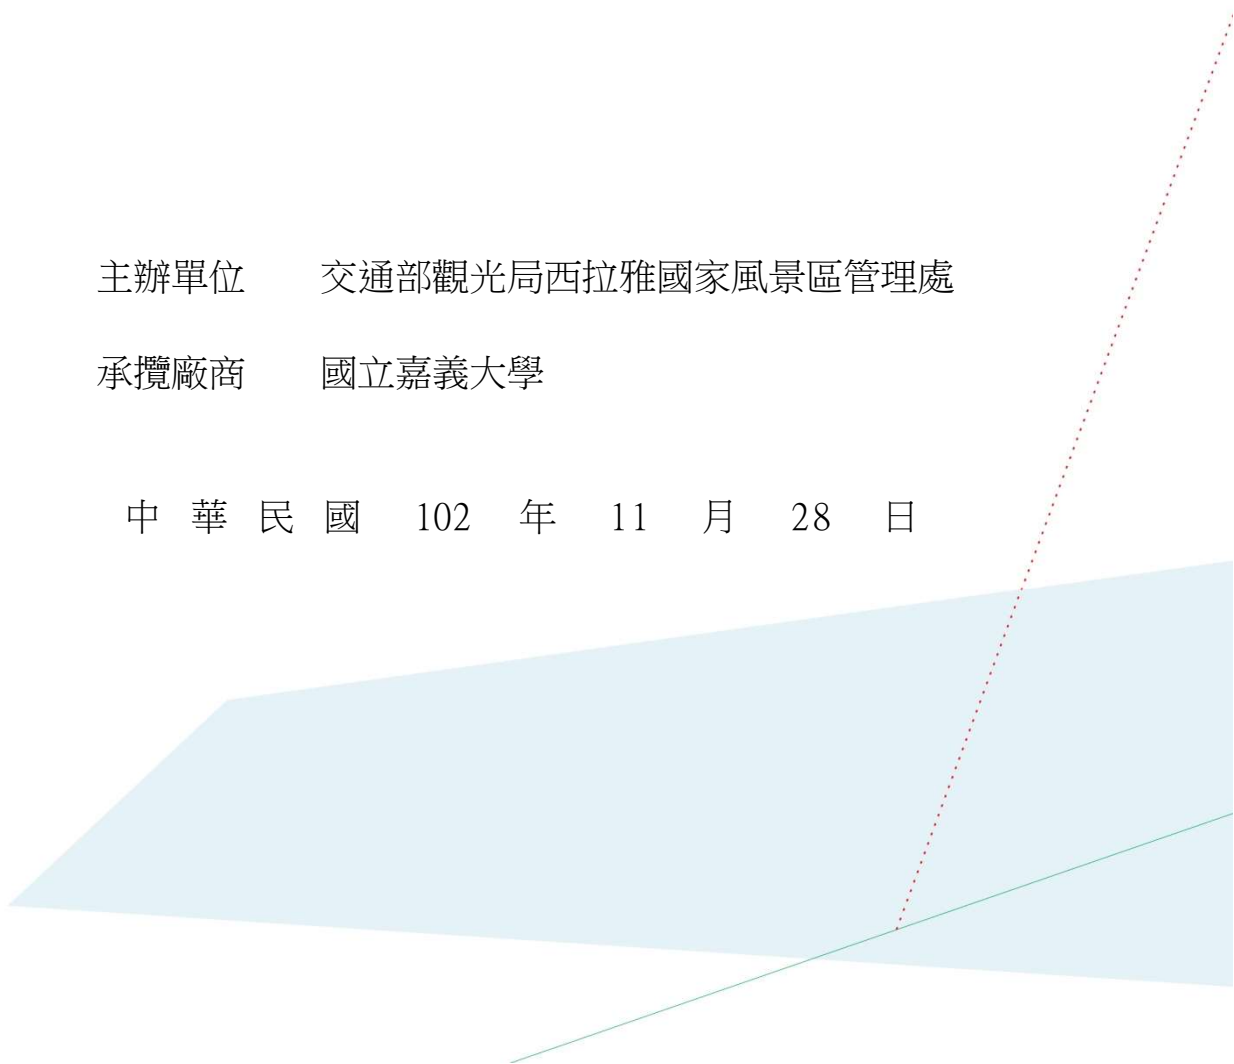 主辦單位 交通部觀光局西拉雅國家風景區管理處
承攬廠商 國立嘉義大學
中 華 民 國 102 年 11 月 28 日